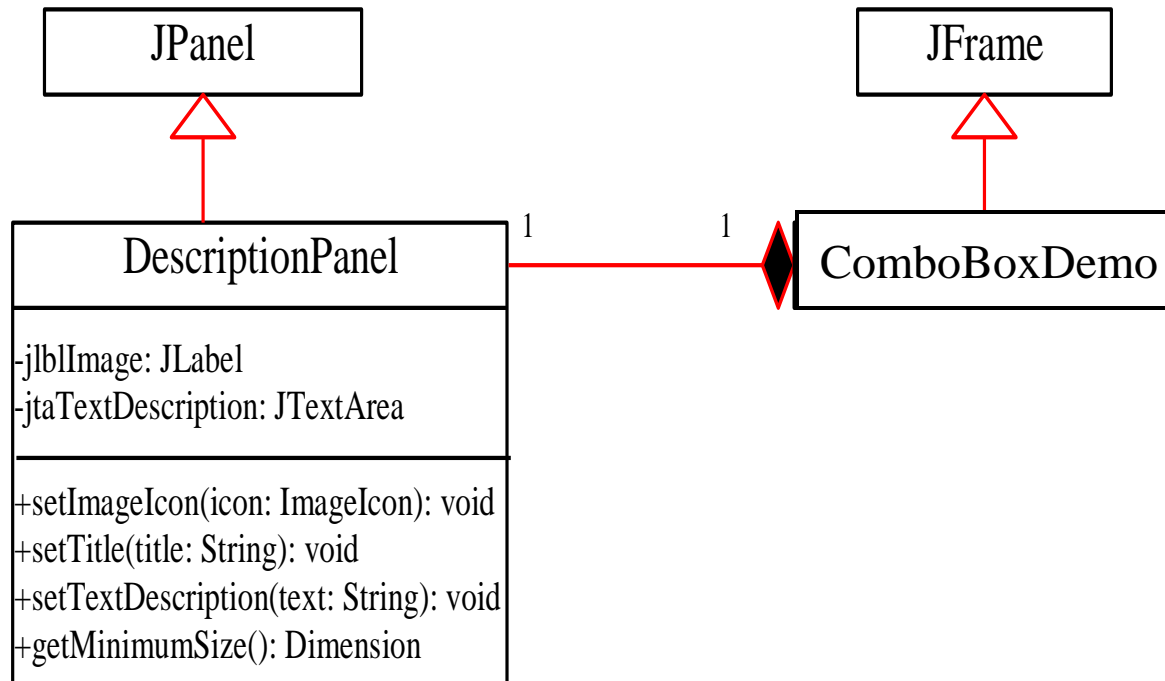 JPanel
JFrame
1
1
DescriptionPanel
ComboBoxDemo
-jlblImage: JLabel
-jtaTextDescription: JTextArea
+setImageIcon(icon: ImageIcon): void
+setTitle(title: String): void
+setTextDescription(text: String): void
+getMinimumSize(): Dimension